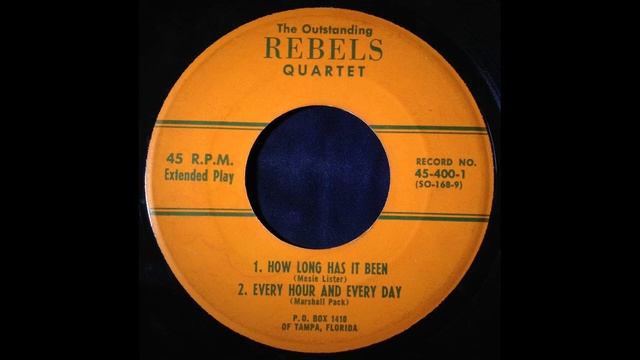 The Outstanding
REBELS
QUARTET
45 R.P.M.
Extended Play
RECORD NO.
45-400-1
(SO-168-9)
1. HOW LONG HAS IT BEEN
(Mosie Lister)
2. EVERY HOUR AND EVERY DAY
(Marshall Pack)
P. O. BOX 1410
OF TAMPA, FLORIDA